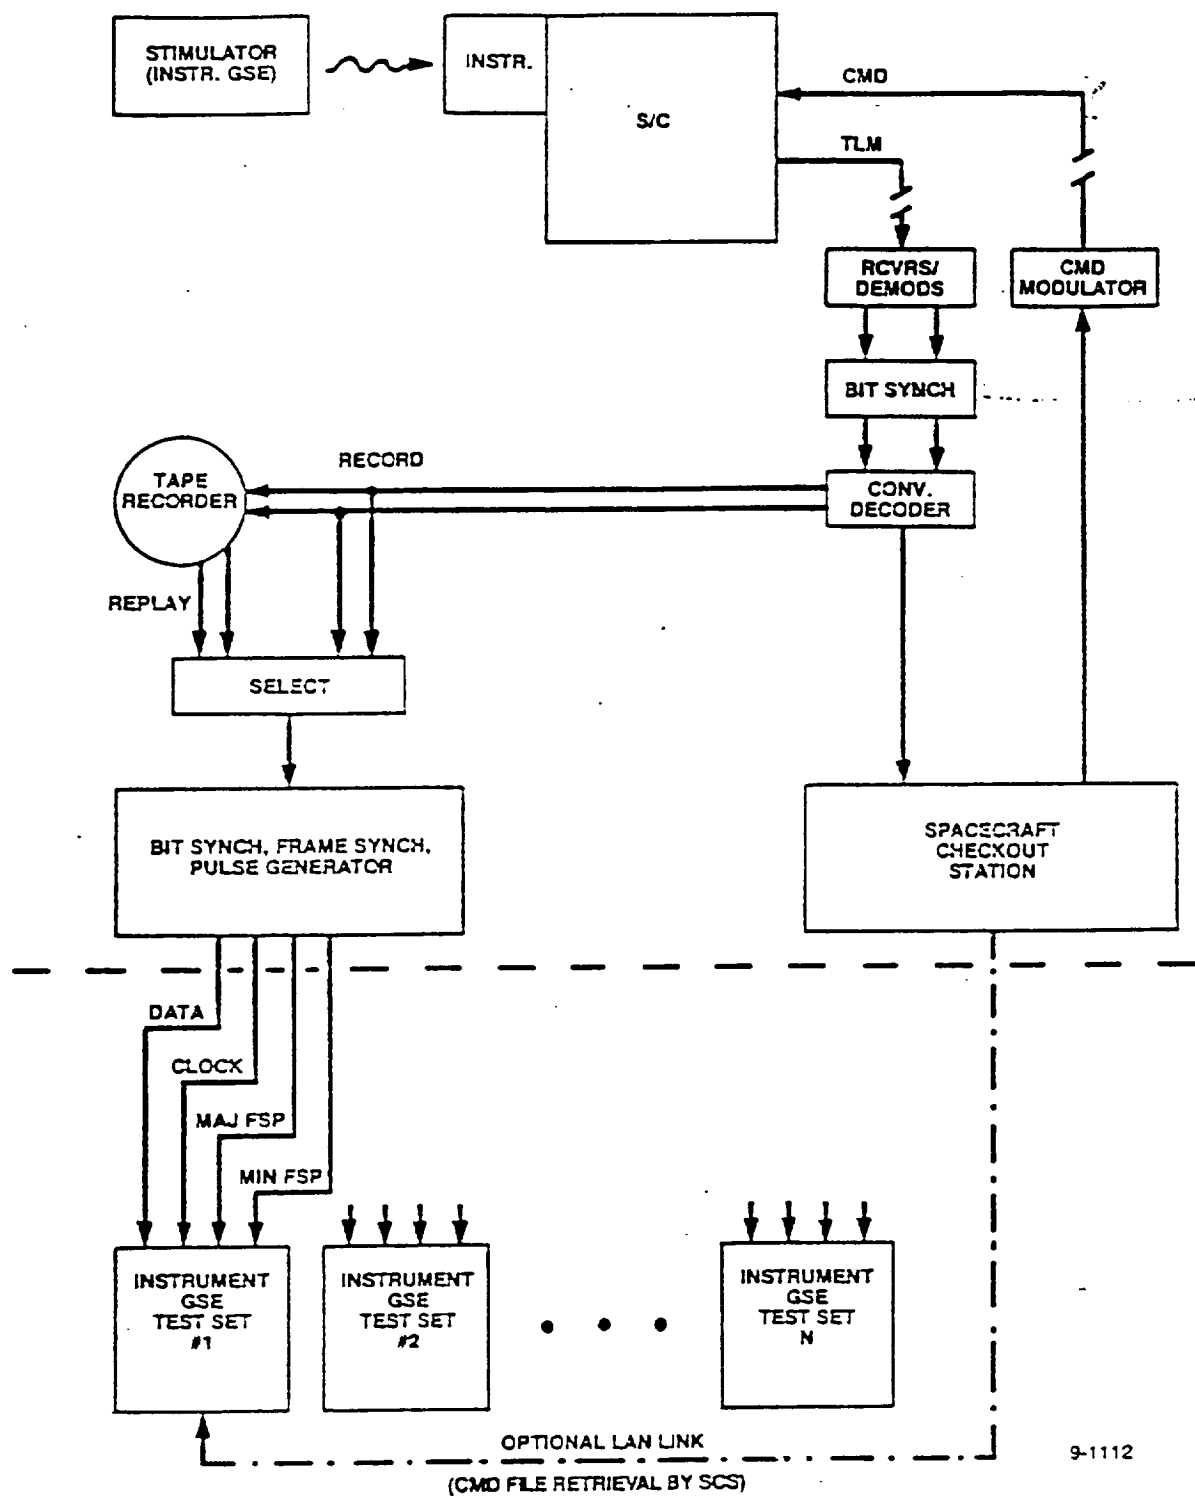 STIMULATOR
(INSTR. GSE)
INSTR.
S/C
CMD
TLM
RCVRS/
DEMODS
CMD
MODULATOR
BIT SYNCH
RECORD
TAPE
RECORDER
CONV.
DECODER
REPLAY
SELECT
BIT SYNCH, FRAME SYNCH,
PULSE GENERATOR
SPACECRAFT
CHECKOUT
STATION
DATA
CLOCK
MAJ FSP
MIN FSP
INSTRUMENT
GSE
TEST SET
#1
INSTRUMENT
GSE
TEST SET
#2
INSTRUMENT
GSE
TEST SET
N
OPTIONAL LAN LINK
9-1112
(CMD FILE RETRIEVAL BY SCS)